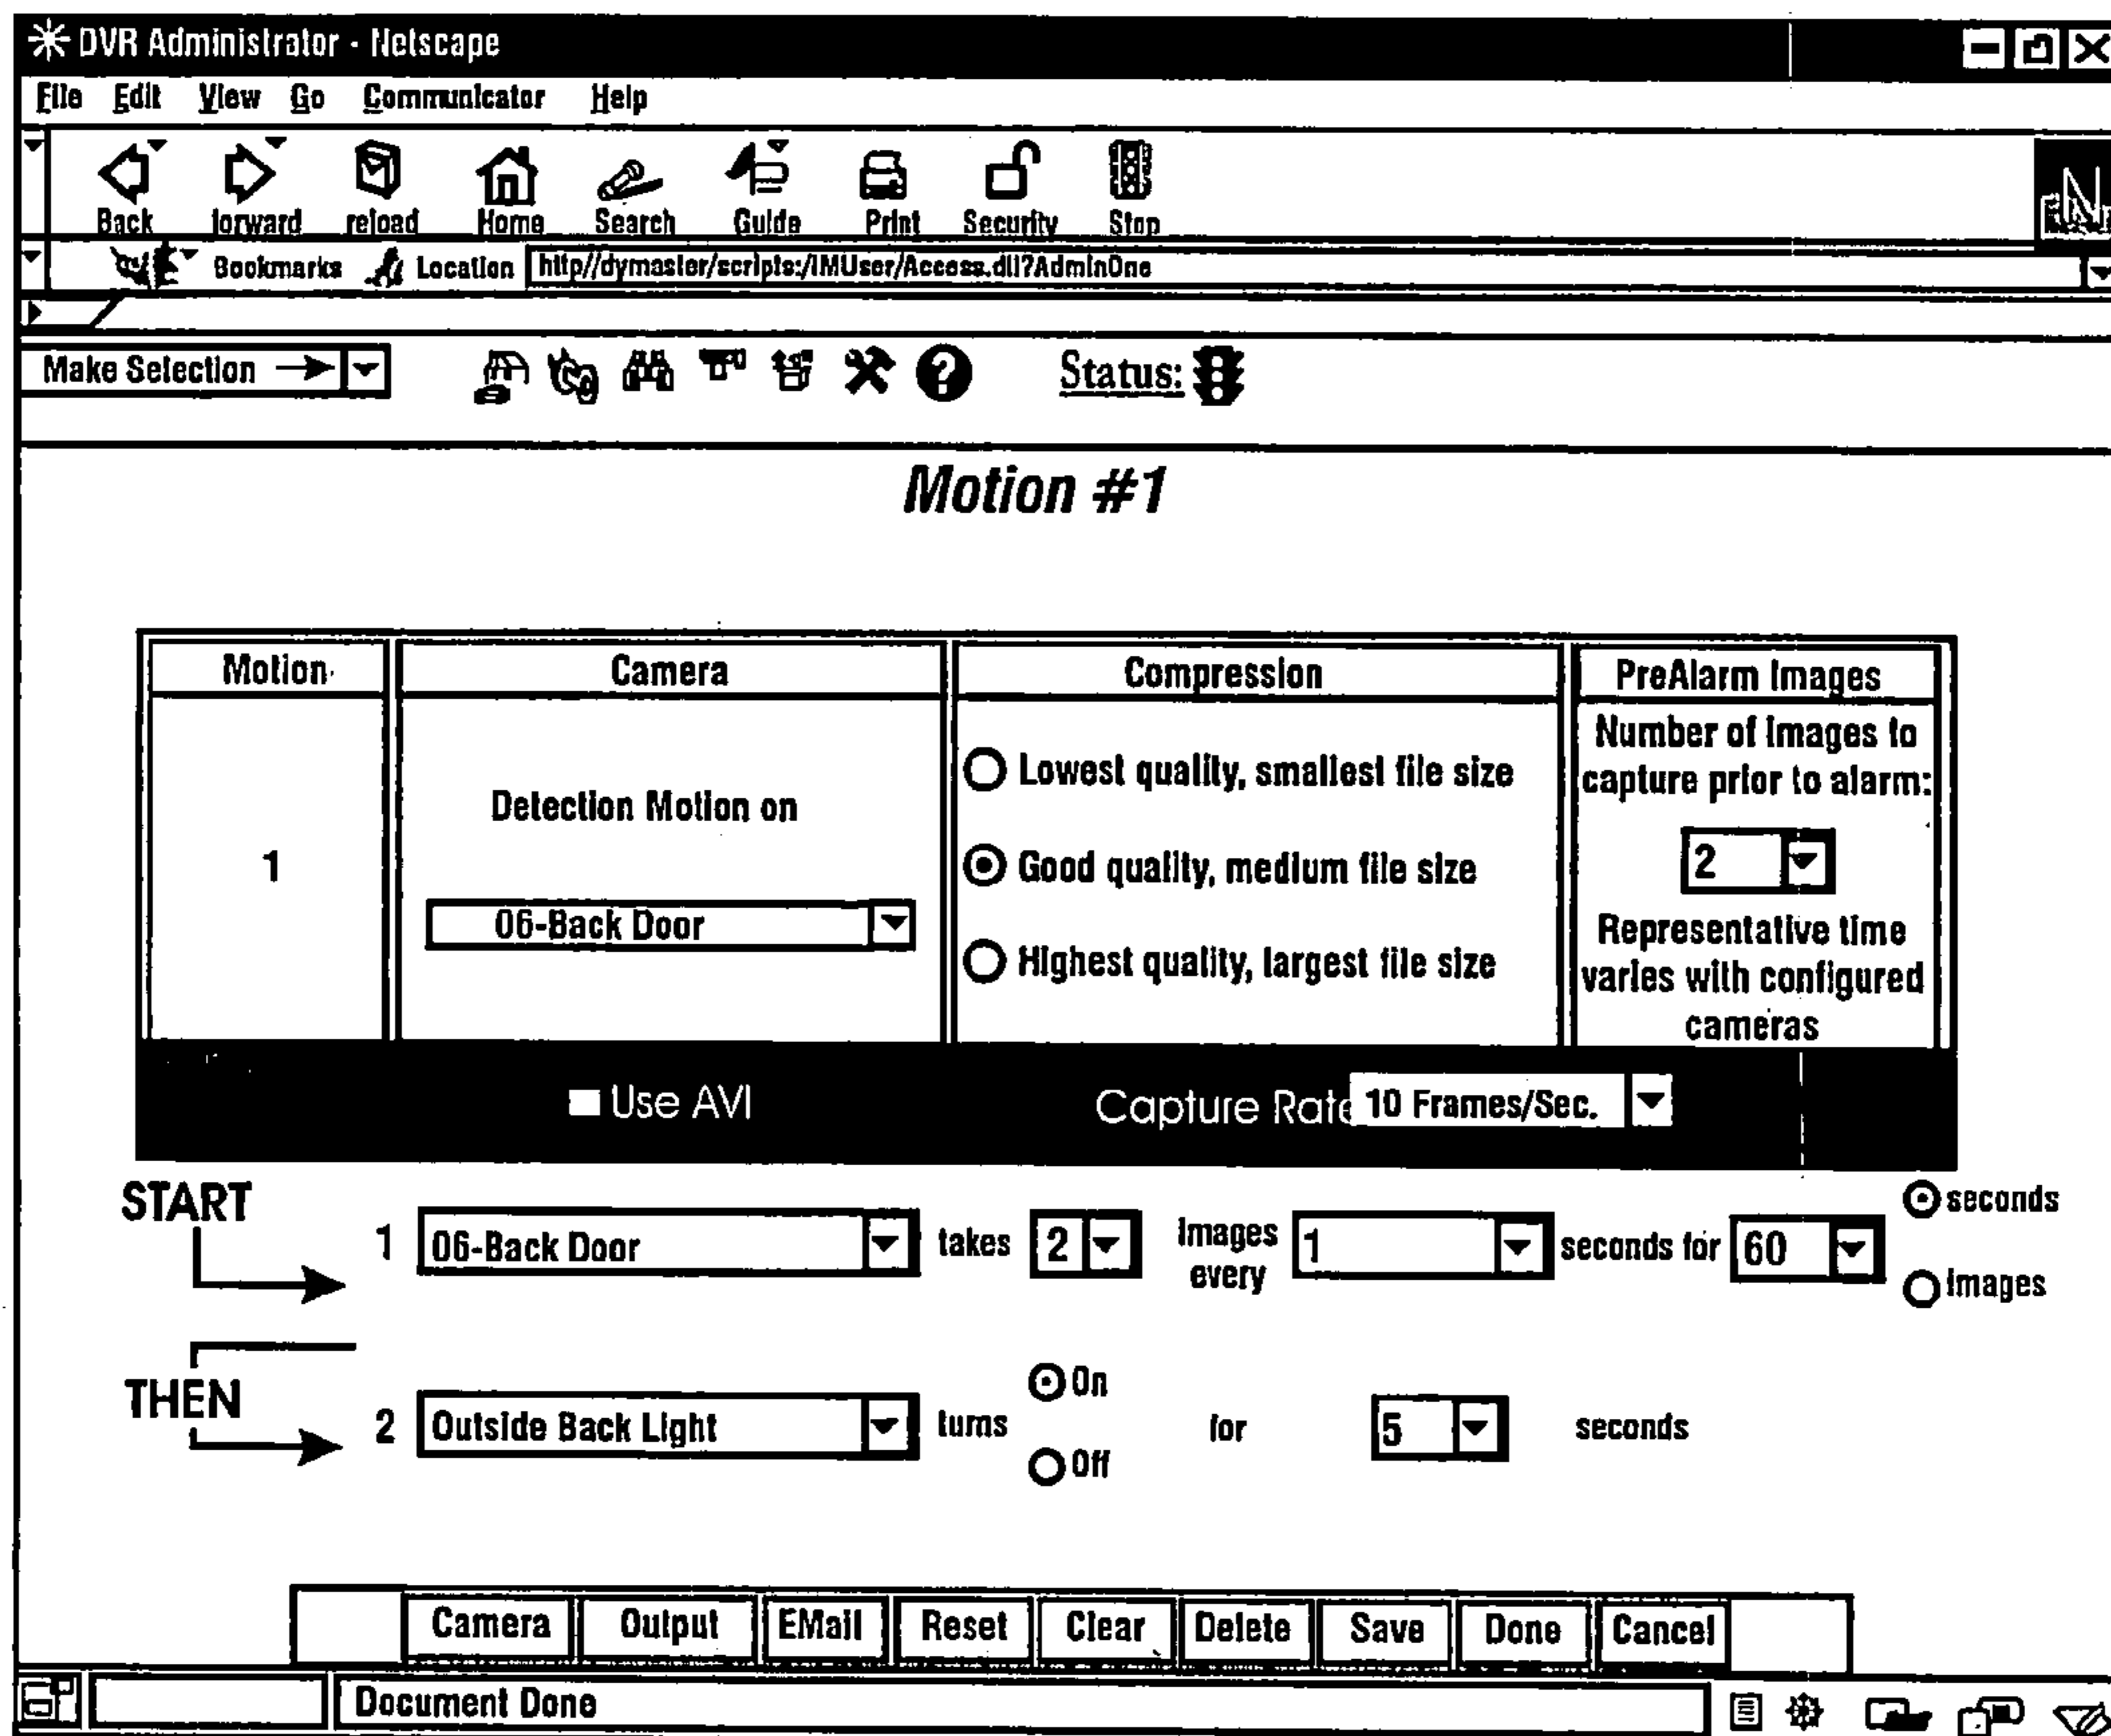 DVR Administrator - Netscape
File Edit View Go Communicator Help
Back forward reload Home Search Guide Print Security Stop
N
Bookmarks Location http//dymaster/scripts:/IMUser/Access.dll?AdminOne
Make Selection
? Status:
Motion #1
Motion Camera Compression PreAlarm Images
Number of Images to
capture prior to alarm:
Lowest quality, smallest file size
Detection Motion on
1
Good quality, medium file size
2
06-Back Door
Representative time
varies with configured
cameras
Highest quality, largest file size
Use AVI Capture Rate 10 Frames/Sec.
START
1 06-Back Door takes 2 Images every 1 seconds for 60 seconds
Images
THEN
2 Outside Back Light turns On
Off
for 5 seconds
Camera Output EMail Reset Clear Delete Save Done Cancel
Document Done